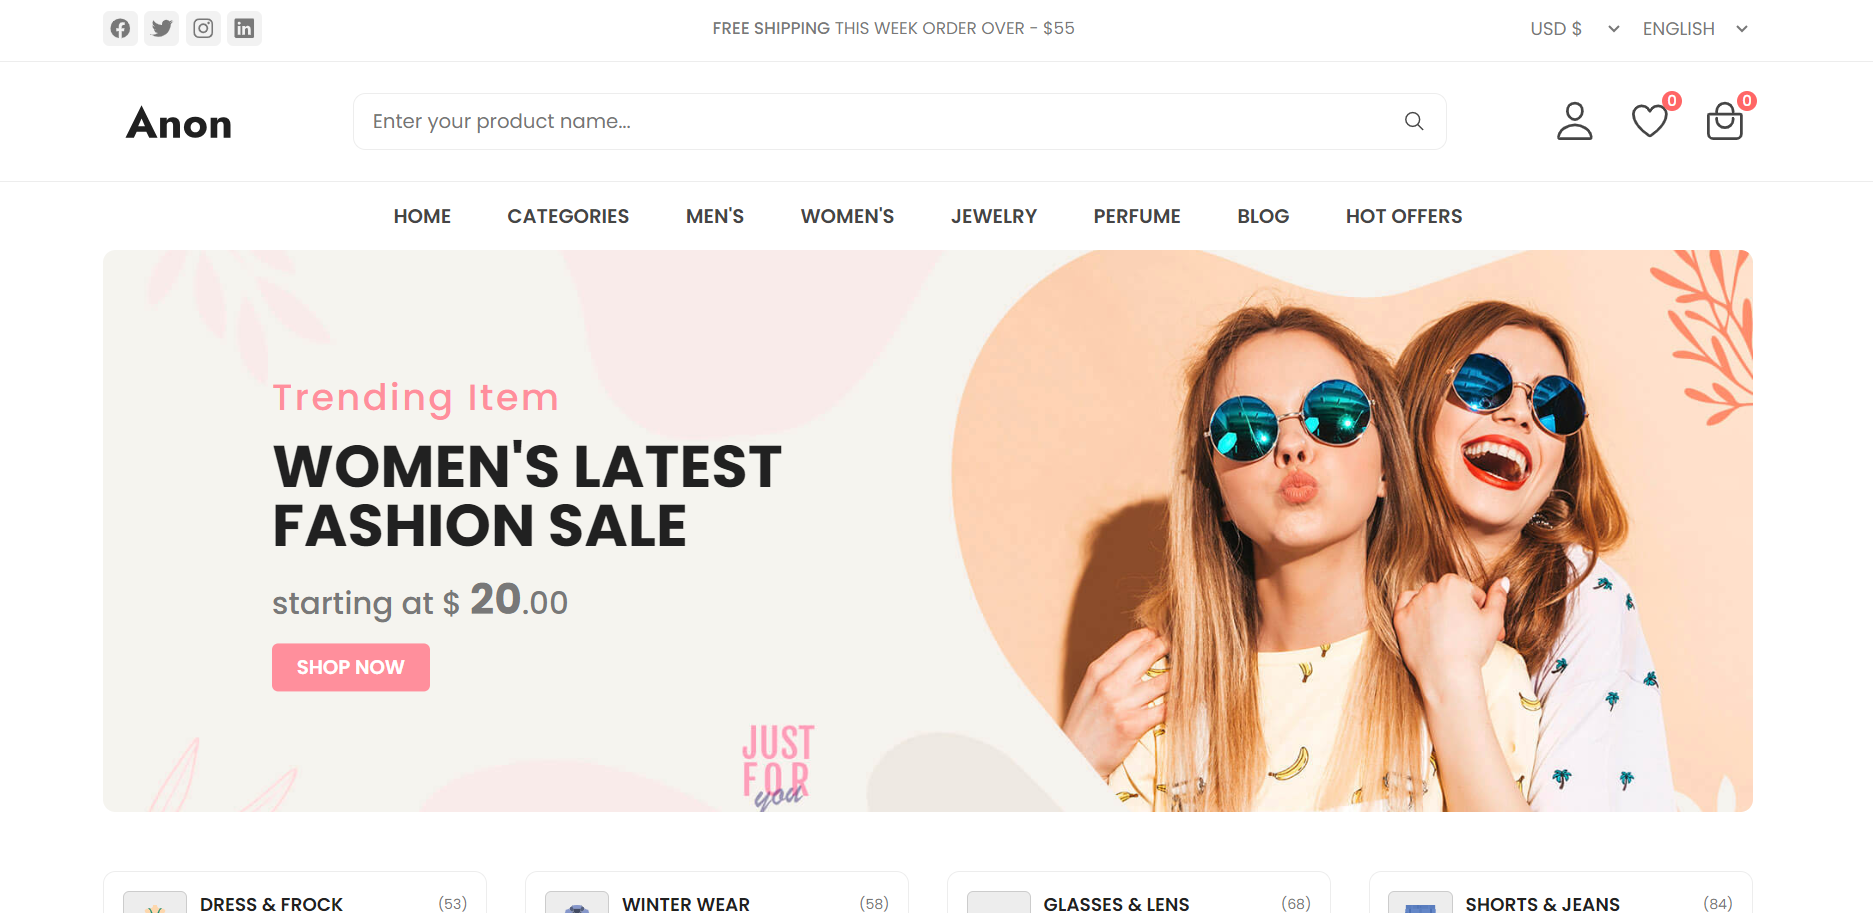 FREE SHIPPING THIS WEEK ORDER OVER - $55
USD $
ENGLISH
Anon
Enter your product name...
0
0
HOME
CATEGORIES
MEN'S
WOMEN'S
JEWELRY
PERFUME
BLOG
HOT OFFERS
Trending Item
WOMEN'S LATEST
FASHION SALE
starting at $ 20.00
SHOP NOW
JUST
FOR
you
DRESS & FROCK
(53)
WINTER WEAR
(58)
GLASSES & LENS
(68)
SHORTS & JEANS
(84)